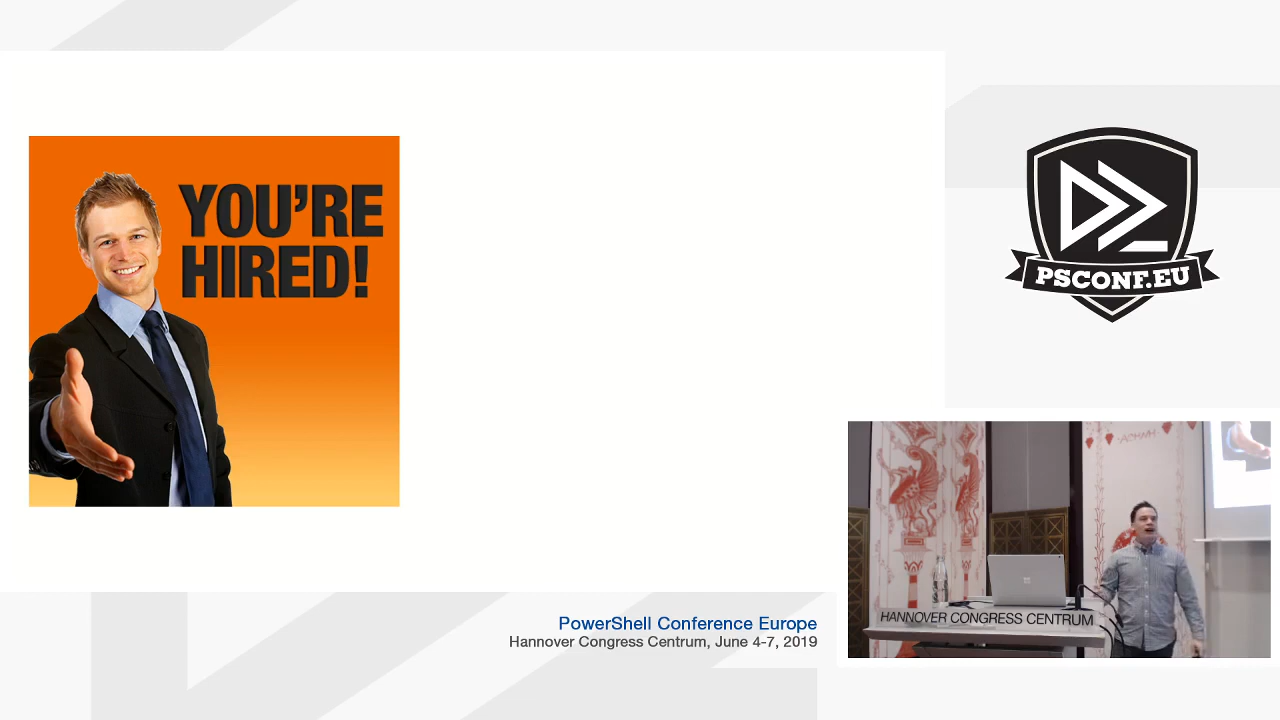 YOU'RE
HIRED!
PSCONF.EU
HANNOVER CONGRESS CENTRUM
PowerShell Conference Europe
Hannover Congress Centrum, June 4-7, 2019